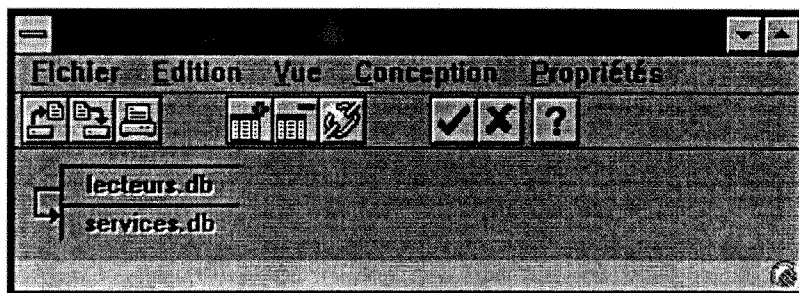 Fichier Edition Vue Conception Propriétés
?
lecteurs.db
services.db